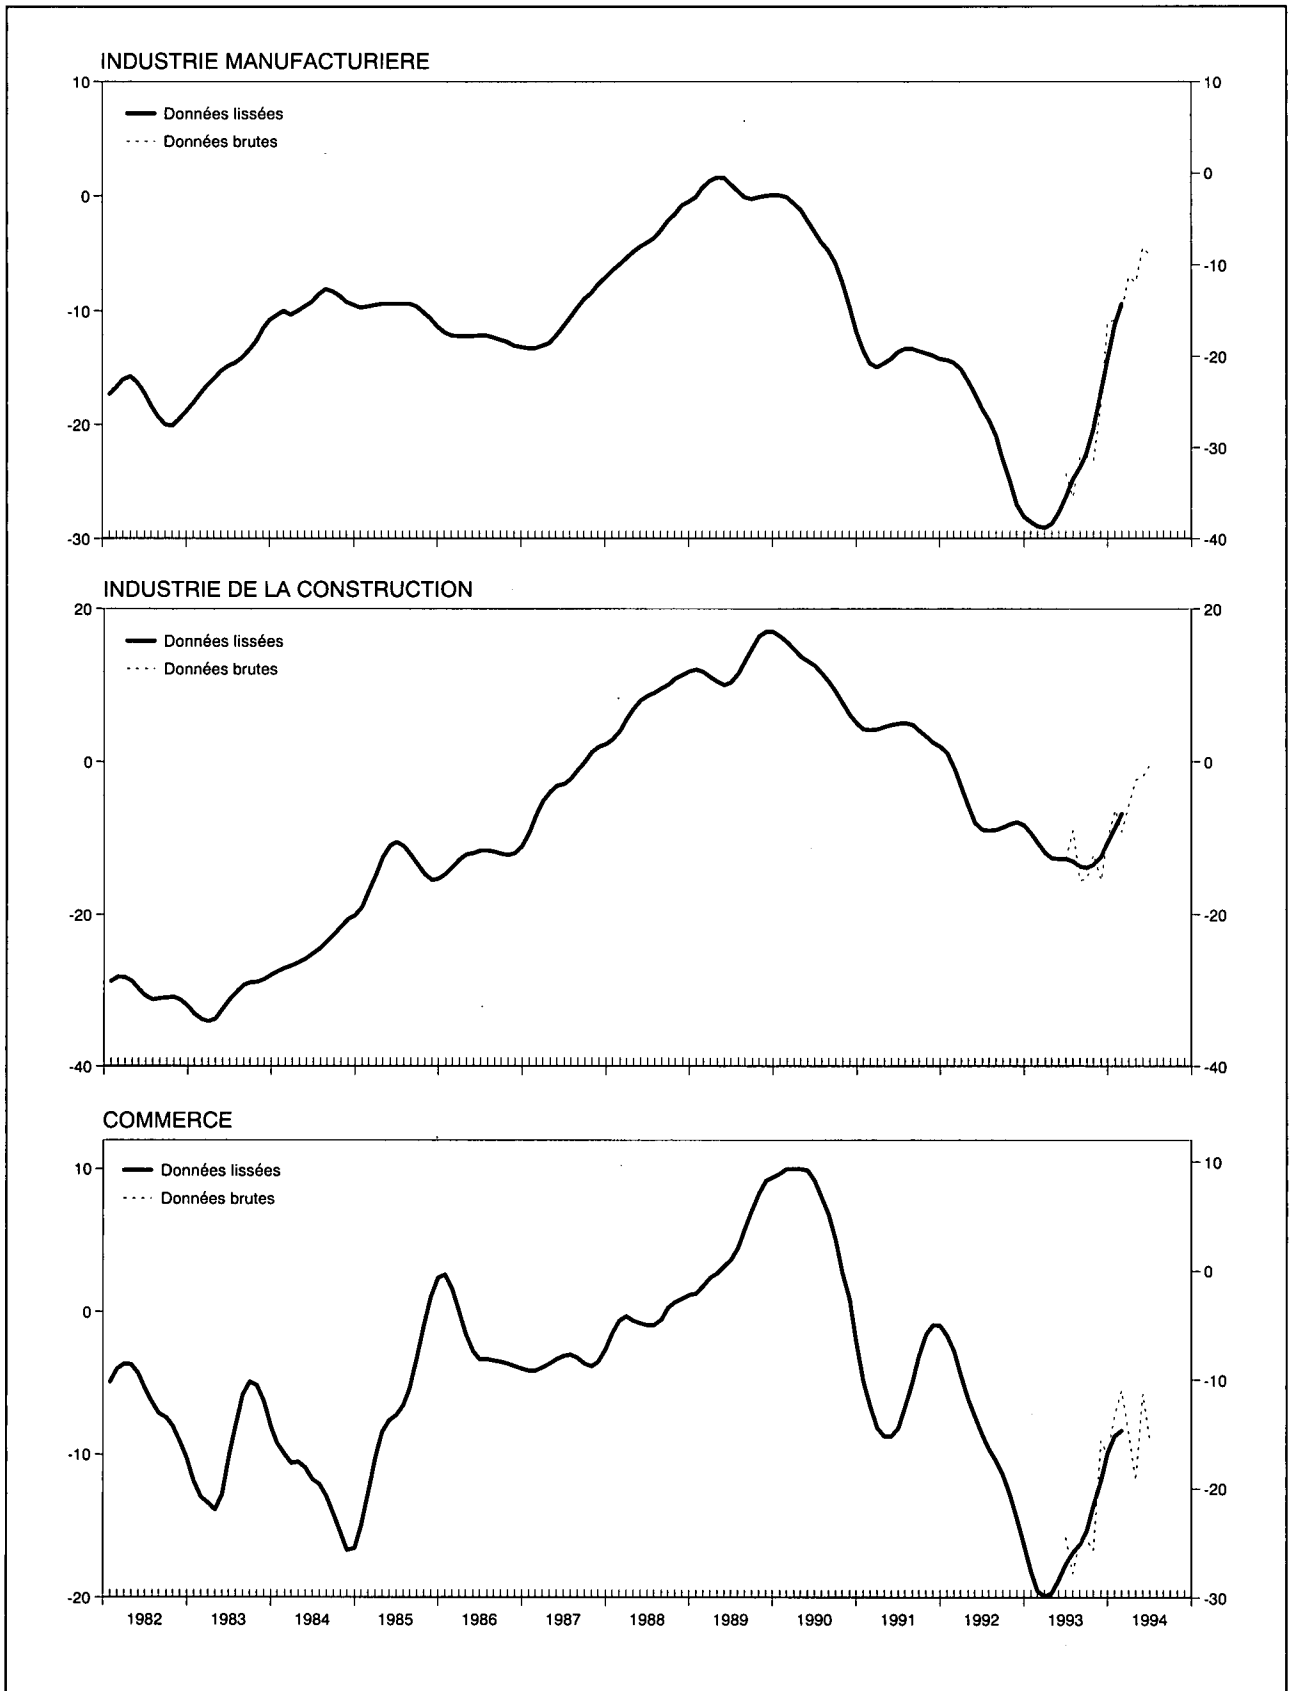 INDUSTRIE MANUFACTURIERE
10 10
Données lissées
Données brutes
0 0
-10 -10
-20 -20
-30
-30 -40
INDUSTRIE DE LA CONSTRUCTION
20 20
Données lissées
Données brutes
0 0
-20 -20
-40 -40
COMMERCE
10 10
Données lissées
Données brutes
0 0
-10 -10
-20
-20 -30
1982 1983 1984 1985 1986 1987 1988 1989 1990 1991 1992 1993 1994